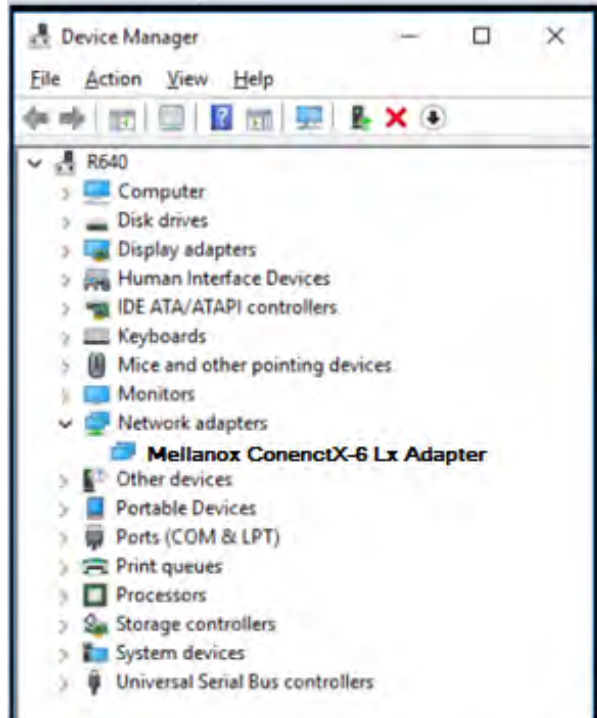 Device Manager
File Action View Help
R640
Computer
Disk drives
Display adapters
Human Interface Devices
IDE ATA/ATAPI controllers
Keyboards
Mice and other pointing devices
Monitors
Network adapters
Mellanox ConenctX-6 Lx Adapter
Other devices
Portable Devices
Ports (COM & LPT)
Print queues
Processors
Storage controllers
System devices
Universal Serial Bus controllers